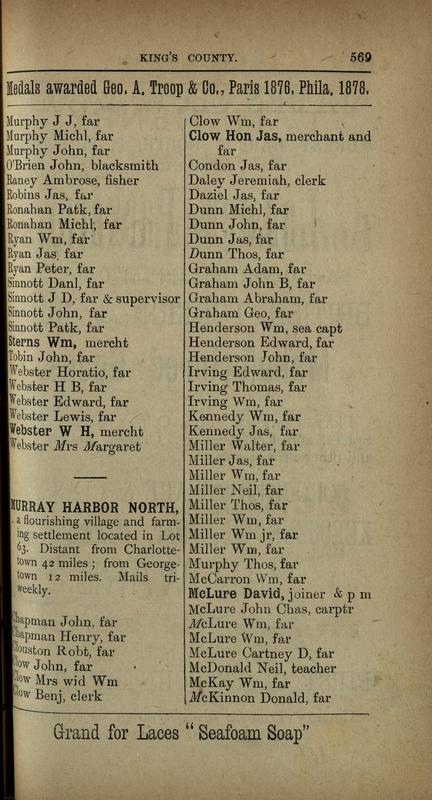 KING'S COUNTY. 569
Medals awarded Geo. A. Troop & Co., Paris 1876, Phila. 1878.
Murphy J J, far
Murphy Michl, far
Murphy John, far
O'Brien John, blacksmith
Raney Ambrose, fisher
Robins Jas, far
Ronahan Patk, far
Ronahan Michl, far
Ryan Wm, far
Ryan Jas, far
Ryan Peter, far
Sinnott Danl, far
Sinnott J D, far & supervisor
Sinnott John, far
Sinnott Patk, far
Sterns Wm, mercht
Tobin John, far
Webster Horatio, far
Webster H B, far
Webster Edward, far
Webster Lewis, far
Webster W H, mercht
Webster Mrs Margaret
MURRAY HARBOR NORTH,
a flourishing village and farm-
ing settlement located in Lot
63. Distant from Charlotte-
town 42 miles ; from George-
town 12 miles. Mails tri-
weekly.
Chapman John, far
Chapman Henry, far
Clouston Robt, far
Clow John, far
Clow Mrs wid Wm
Clow Benj, clerk
Clow Wm, far
Clow Hon Jas, merchant and
far
Condon Jas, far
Daley Jeremiah, clerk
Daziel Jas, far
Dunn Michl, far
Dunn John, far
Dunn Jas, far
Dunn Thos, far
Graham Adam, far
Graham John B, far
Graham Abraham, far
Graham Geo, far
Henderson Wm, sea capt
Henderson Edward, far
Henderson John, far
Irving Edward, far
Irving Thomas, far
Irving Wm, far
Kennedy Wm, far
Kennedy Jas, far
Miller Walter, far
Miller Jas, far
Miller Wm, far
Miller Neil, far
Miller Thos, far
Miller Wm, far
Miller Wm jr, far
Miller Wm, far
Murphy Thos, far
McCarron Wm, far
McLure David, joiner & p m
McLure John Chas, carptr
McLure Wm, far
McLure Wm, far
McLure Cartney D, far
McDonald Neil, teacher
McKay Wm, far
McKinnon Donald, far
Grand for Laces "Seafoam Soap"